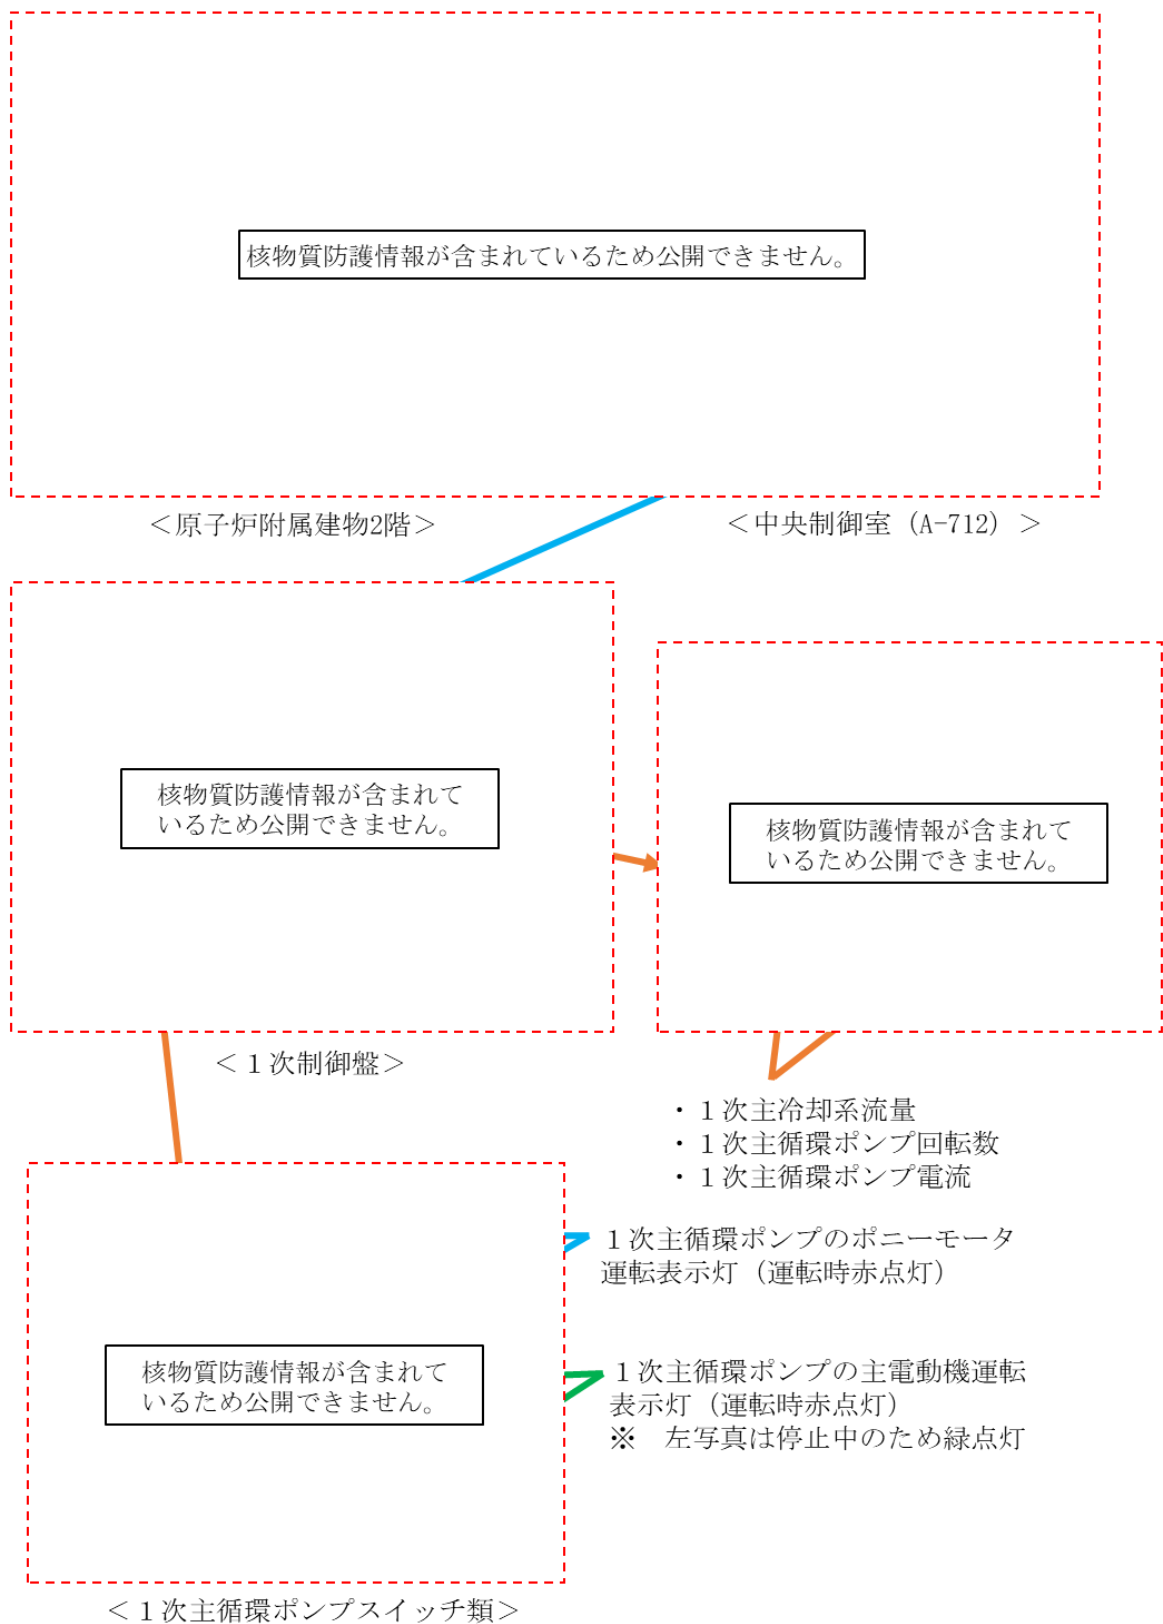 核物質防護情報が含まれているため公開できません。
＜原子炉附属建物2階＞
＜中央制御室（A-712）＞
核物質防護情報が含まれて
いるため公開できません。
核物質防護情報が含まれて
いるため公開できません。
＜１次制御盤＞
・１次主冷却系流量
・１次主循環ポンプ回転数
・１次主循環ポンプ電流
１次主循環ポンプのポニーモータ
運転表示灯（運転時赤点灯）
核物質防護情報が含まれて
いるため公開できません。
１次主循環ポンプの主電動機運転
表示灯（運転時赤点灯）
※　左写真は停止中のため緑点灯
＜１次主循環ポンプスイッチ類＞